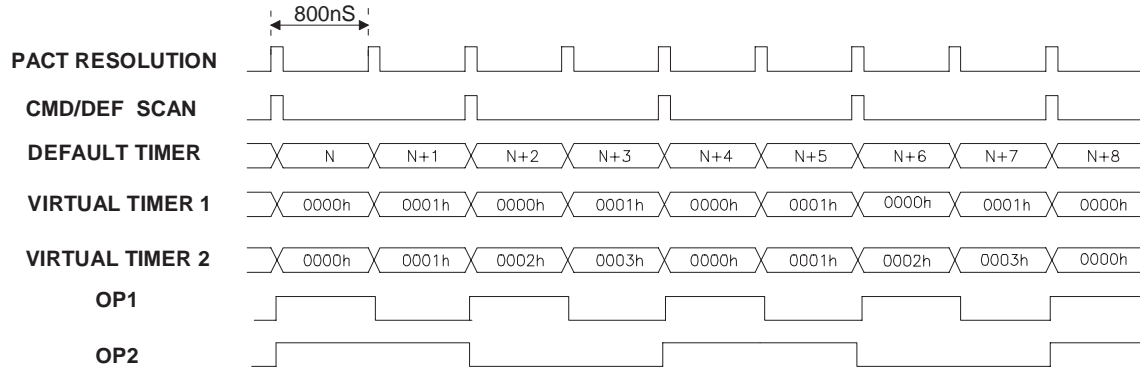 800nS
PACT RESOLUTION
CMD/DEF SCAN
DEFAULT TIMER N N+1 N+2 N+3 N+4 N+5 N+6 N+7 N+8
VIRTUAL TIMER 1 0000h 0001h 0000h 0001h 0000h 0001h 0000h 0001h 0000h
VIRTUAL TIMER 2 0000h 0001h 0002h 0003h 0000h 0001h 0002h 0003h 0000h
OP1
OP2